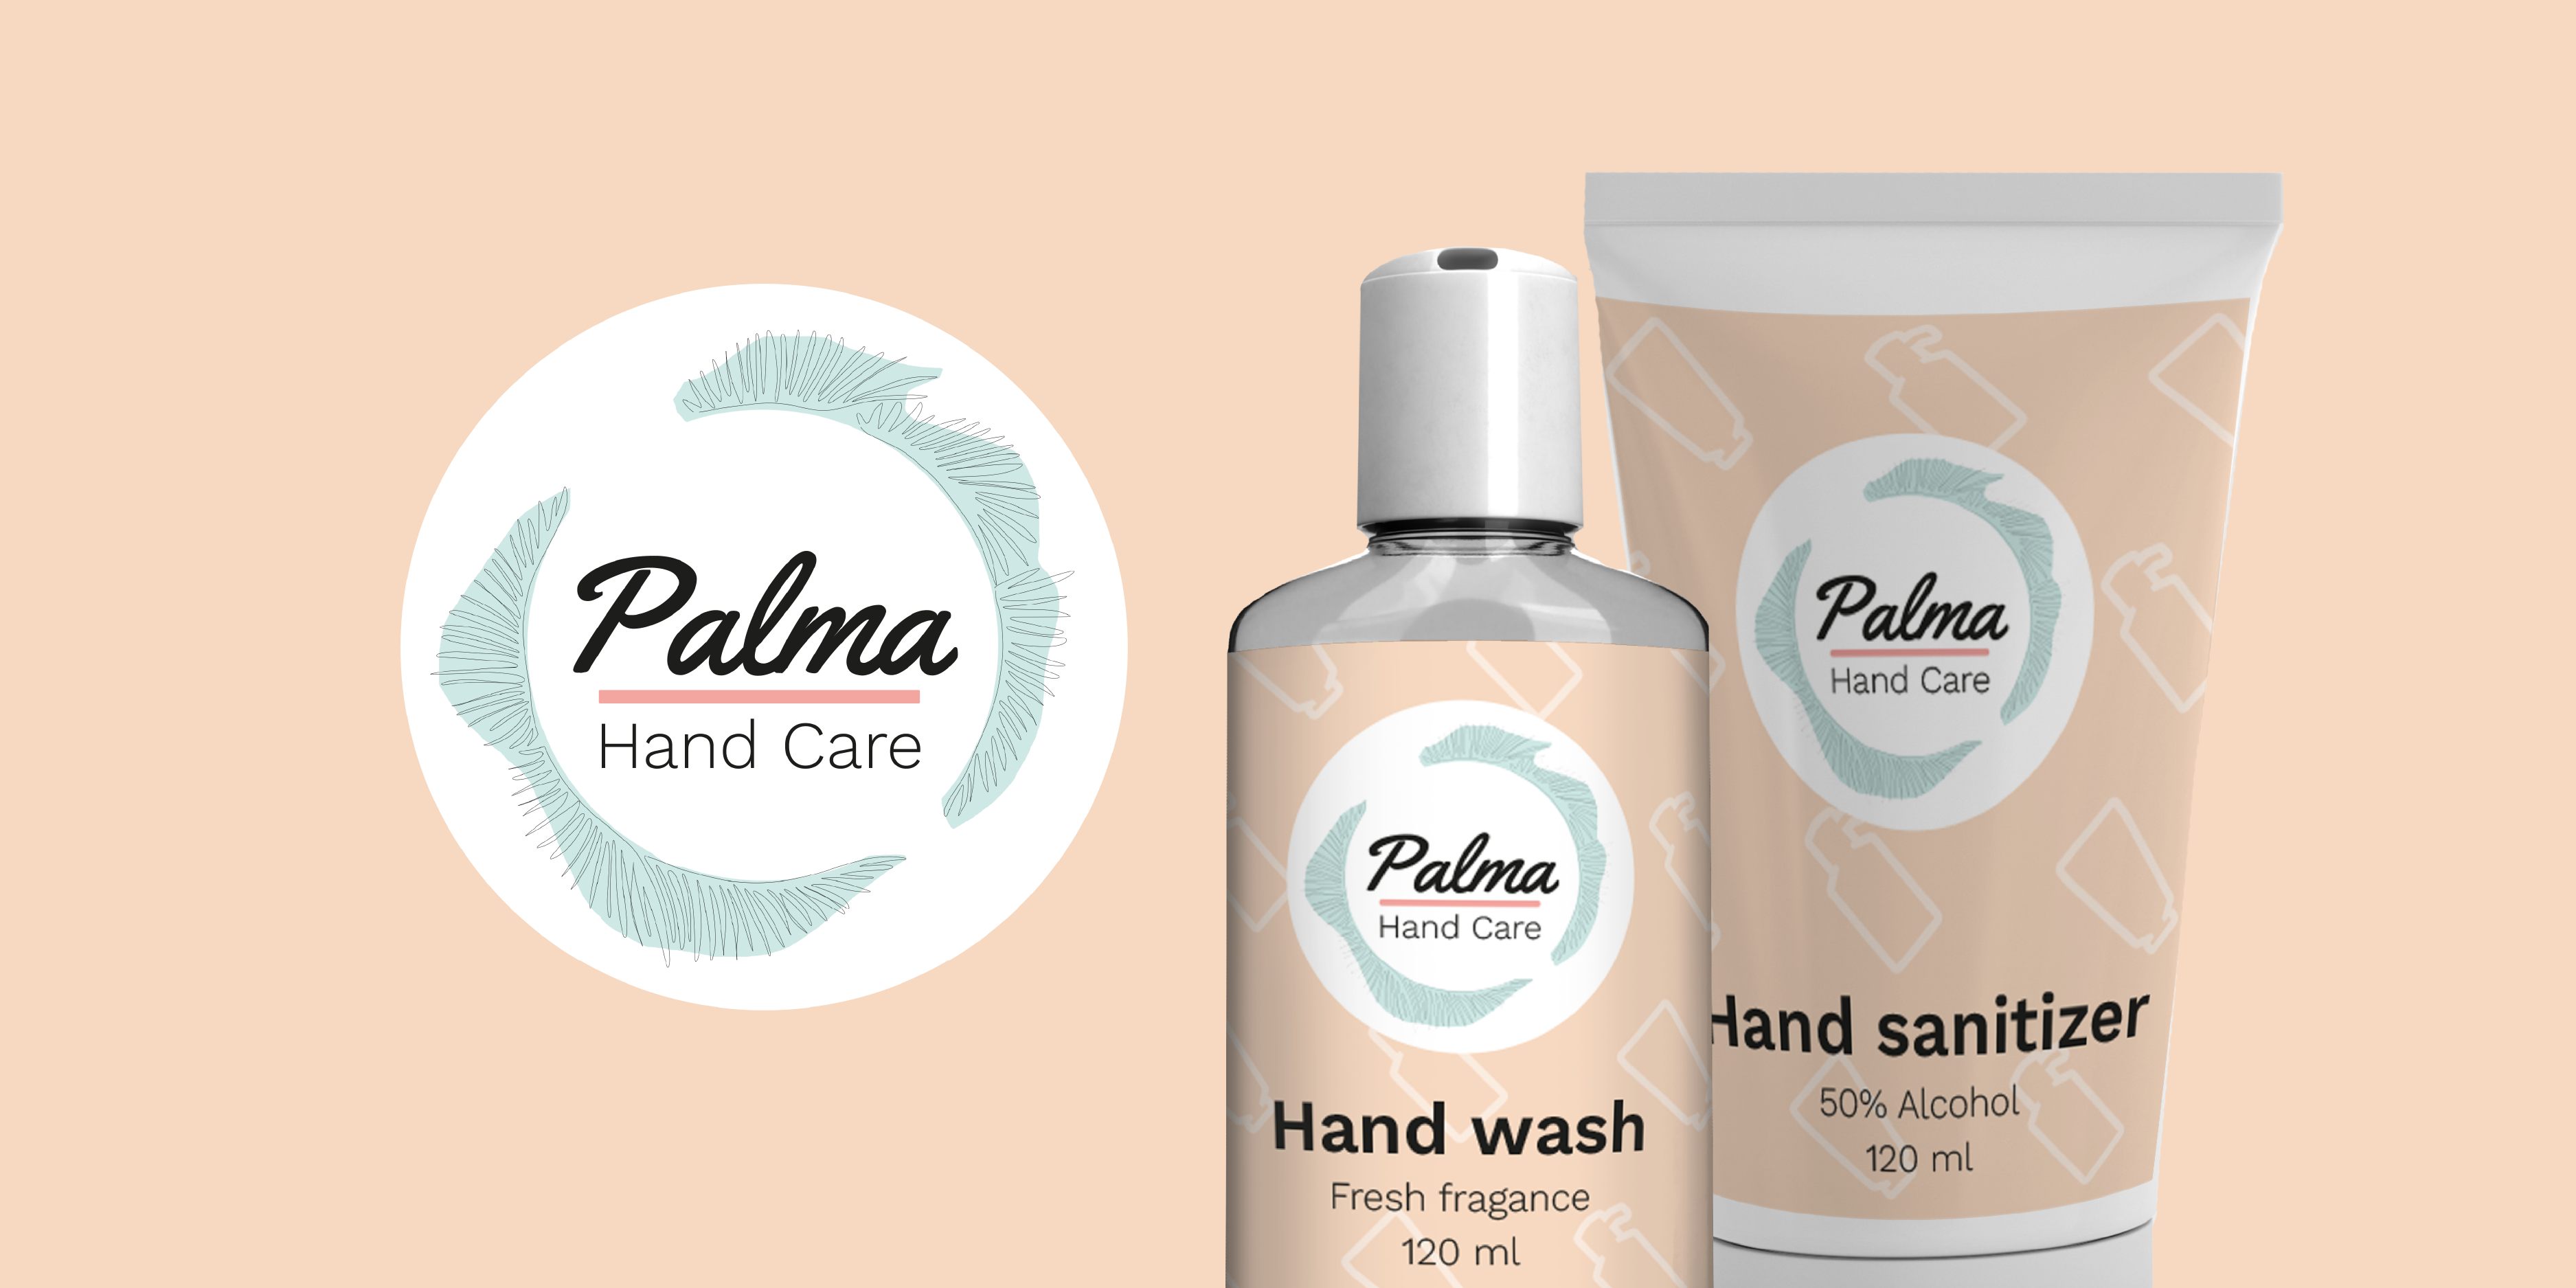 Palma
Hand Care
Palma
Hand Care
Hand wash
Fresh fragance
120 ml
Palma
Hand Care
Hand sanitizer
50% Alcohol
120 ml